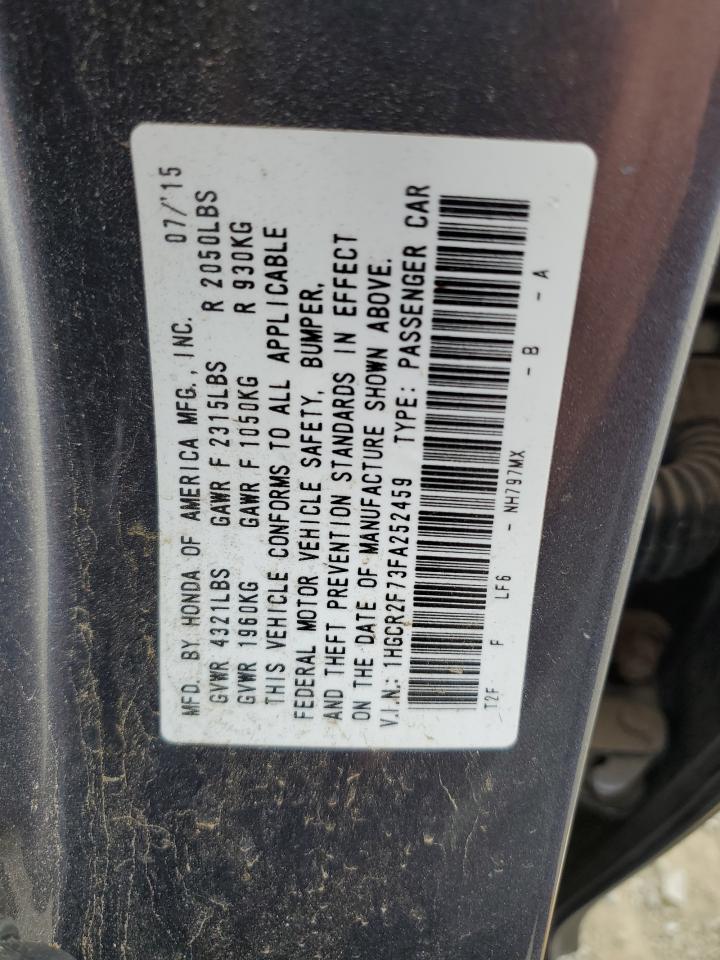 MFD. BY HONDA OF AMERICA MFG., INC. 07/'15
GVWR 4321LBS GAWR F 2315LBS R 2050LBS
GVWR 1960KG GAWR F 1050KG R 930KG
THIS VEHICLE CONFORMS TO ALL APPLICABLE
FEDERAL MOTOR VEHICLE SAFETY, BUMPER,
AND THEFT PREVENTION STANDARDS IN EFFECT
ON THE DATE OF MANUFACTURE SHOWN ABOVE.
V.I.N.: 1HGCR2F73FA252459 TYPE: PASSENGER CAR
T2F F LF6 - NH797MX - B - A